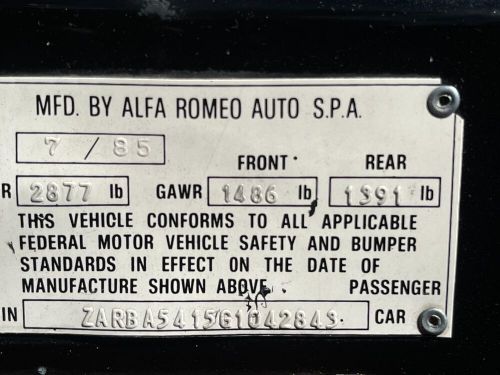 MFD. BY ALFA ROMEO AUTO S.P.A.
7 / 85
FRONT REAR
R 2877 lb GAWR 1486 lb 1391 lb
THIS VEHICLE CONFORMS TO ALL APPLICABLE
FEDERAL MOTOR VEHICLE SAFETY AND BUMPER
STANDARDS IN EFFECT ON THE DATE OF
MANUFACTURE SHOWN ABOVE. PASSENGER
IN ZARBA5415G1042843 CAR